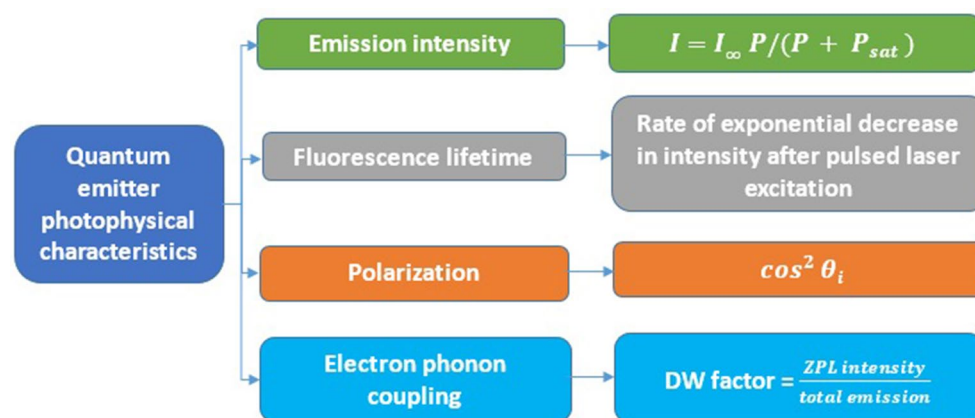 Quantum
emitter
photophysical
characteristics
Emission intensity
I = I∞ P/(P + Psat )
Fluorescence lifetime
Rate of exponential decrease
in intensity after pulsed laser
excitation
Polarization
cos² θi
Electron phonon
coupling
DW factor = ZPL intensity/total emission